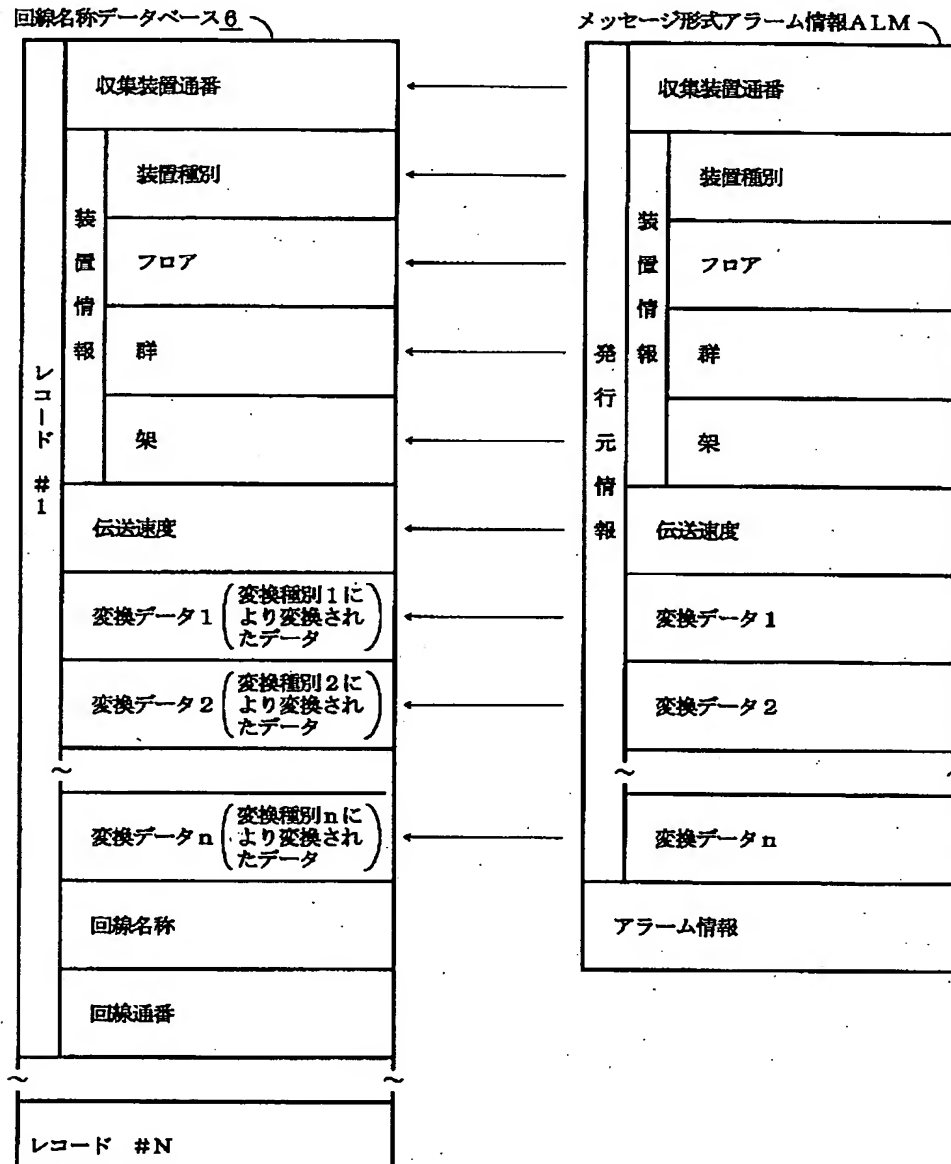 回線名称データベース6
レコード #1
収集装置通番
装置情報
装置種別
フロア
群
架
伝送速度
変換データ1(変換種別1に
より変換され
たデータ)
変換データ2(変換種別2に
より変換され
たデータ)
変換データn(変換種別nに
より変換され
たデータ)
回線名称
回線通番
レコード #N
メッセージ形式アラーム情報ALM
発行元情報
収集装置通番
装置情報
装置種別
フロア
群
架
伝送速度
変換データ1
変換データ2
変換データn
アラーム情報